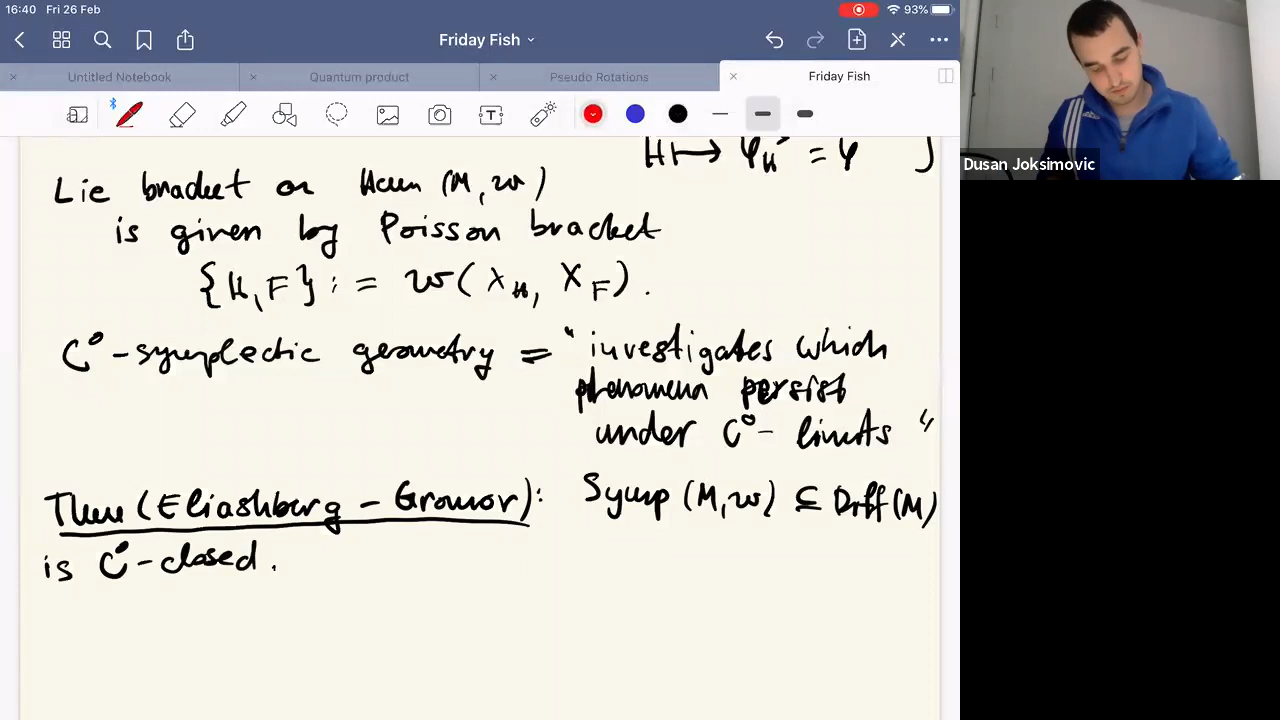 16:40 Fri 26 Feb
93%
Friday Fish
Untitled Notebook
Quantum product
Pseudo Rotations
Friday Fish
H ↦ φ_H^1 = φ }
Lie bracket on Ham (M, ω)
is given by Poisson bracket
{H, F} := ω(X_H, X_F).
C⁰-symplectic geometry = "investigates which
phenomena persist
under C⁰- limits"
Thm (Eliashberg - Gromov): Symp (M, ω) ⊆ Diff(M)
is C⁰-closed.
Dusan Joksimovic